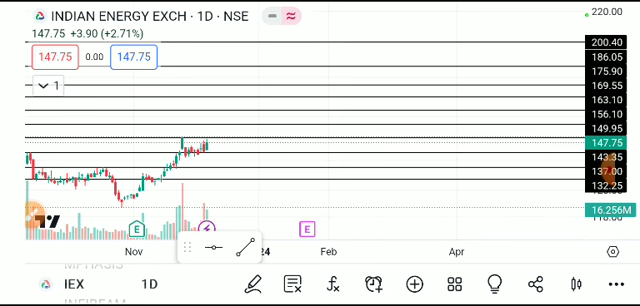 INDIAN ENERGY EXCH · 1D · NSE
220.00
147.75 +3.90 (+2.71%)
200.40
147.75 0.00 147.75
186.05
175.90
1
169.55
163.10
156.10
149.95
147.75
143.35
137.00
132.25
16.256M
E
E
Nov
24
Feb
Apr
IEX 1D